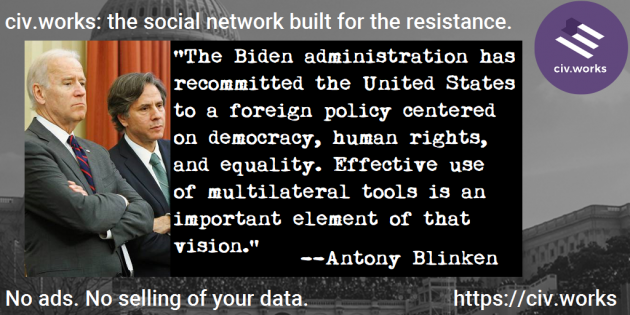 civ.works: the social network built for the resistance.
civ.works
"The Biden administration has
recommitted the United States
to a foreign policy centered
on democracy, human rights,
and equality. Effective use
of multilateral tools is an
important element of that
vision."
--Antony Blinken
No ads. No selling of your data.
https://civ.works